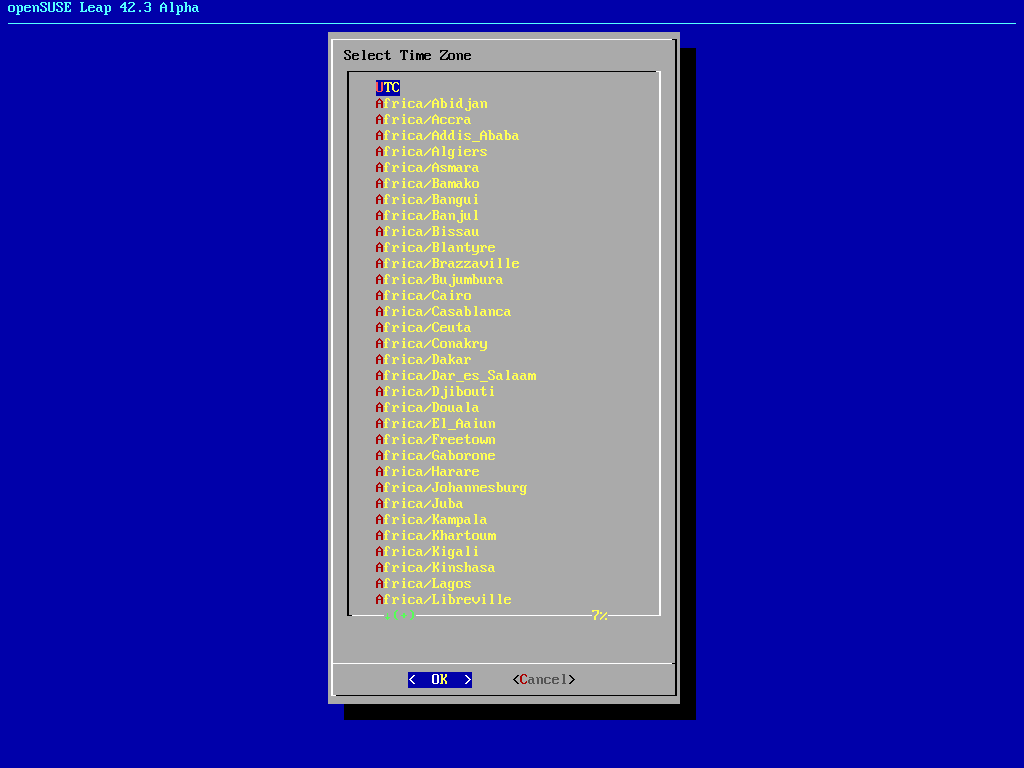 openSUSE Leap 42.3 Alpha
Select Time Zone
UTC
Africa/Abidjan
Africa/Accra
Africa/Addis_Ababa
Africa/Algiers
Africa/Asmara
Africa/Bamako
Africa/Bangui
Africa/Banjul
Africa/Bissau
Africa/Blantyre
Africa/Brazzaville
Africa/Bujumbura
Africa/Cairo
Africa/Casablanca
Africa/Ceuta
Africa/Conakry
Africa/Dakar
Africa/Dar_es_Salaam
Africa/Djibouti
Africa/Douala
Africa/El_Aaiun
Africa/Freetown
Africa/Gaborone
Africa/Harare
Africa/Johannesburg
Africa/Juba
Africa/Kampala
Africa/Khartoum
Africa/Kigali
Africa/Kinshasa
Africa/Lagos
Africa/Libreville
7%
< OK > <Cancel>